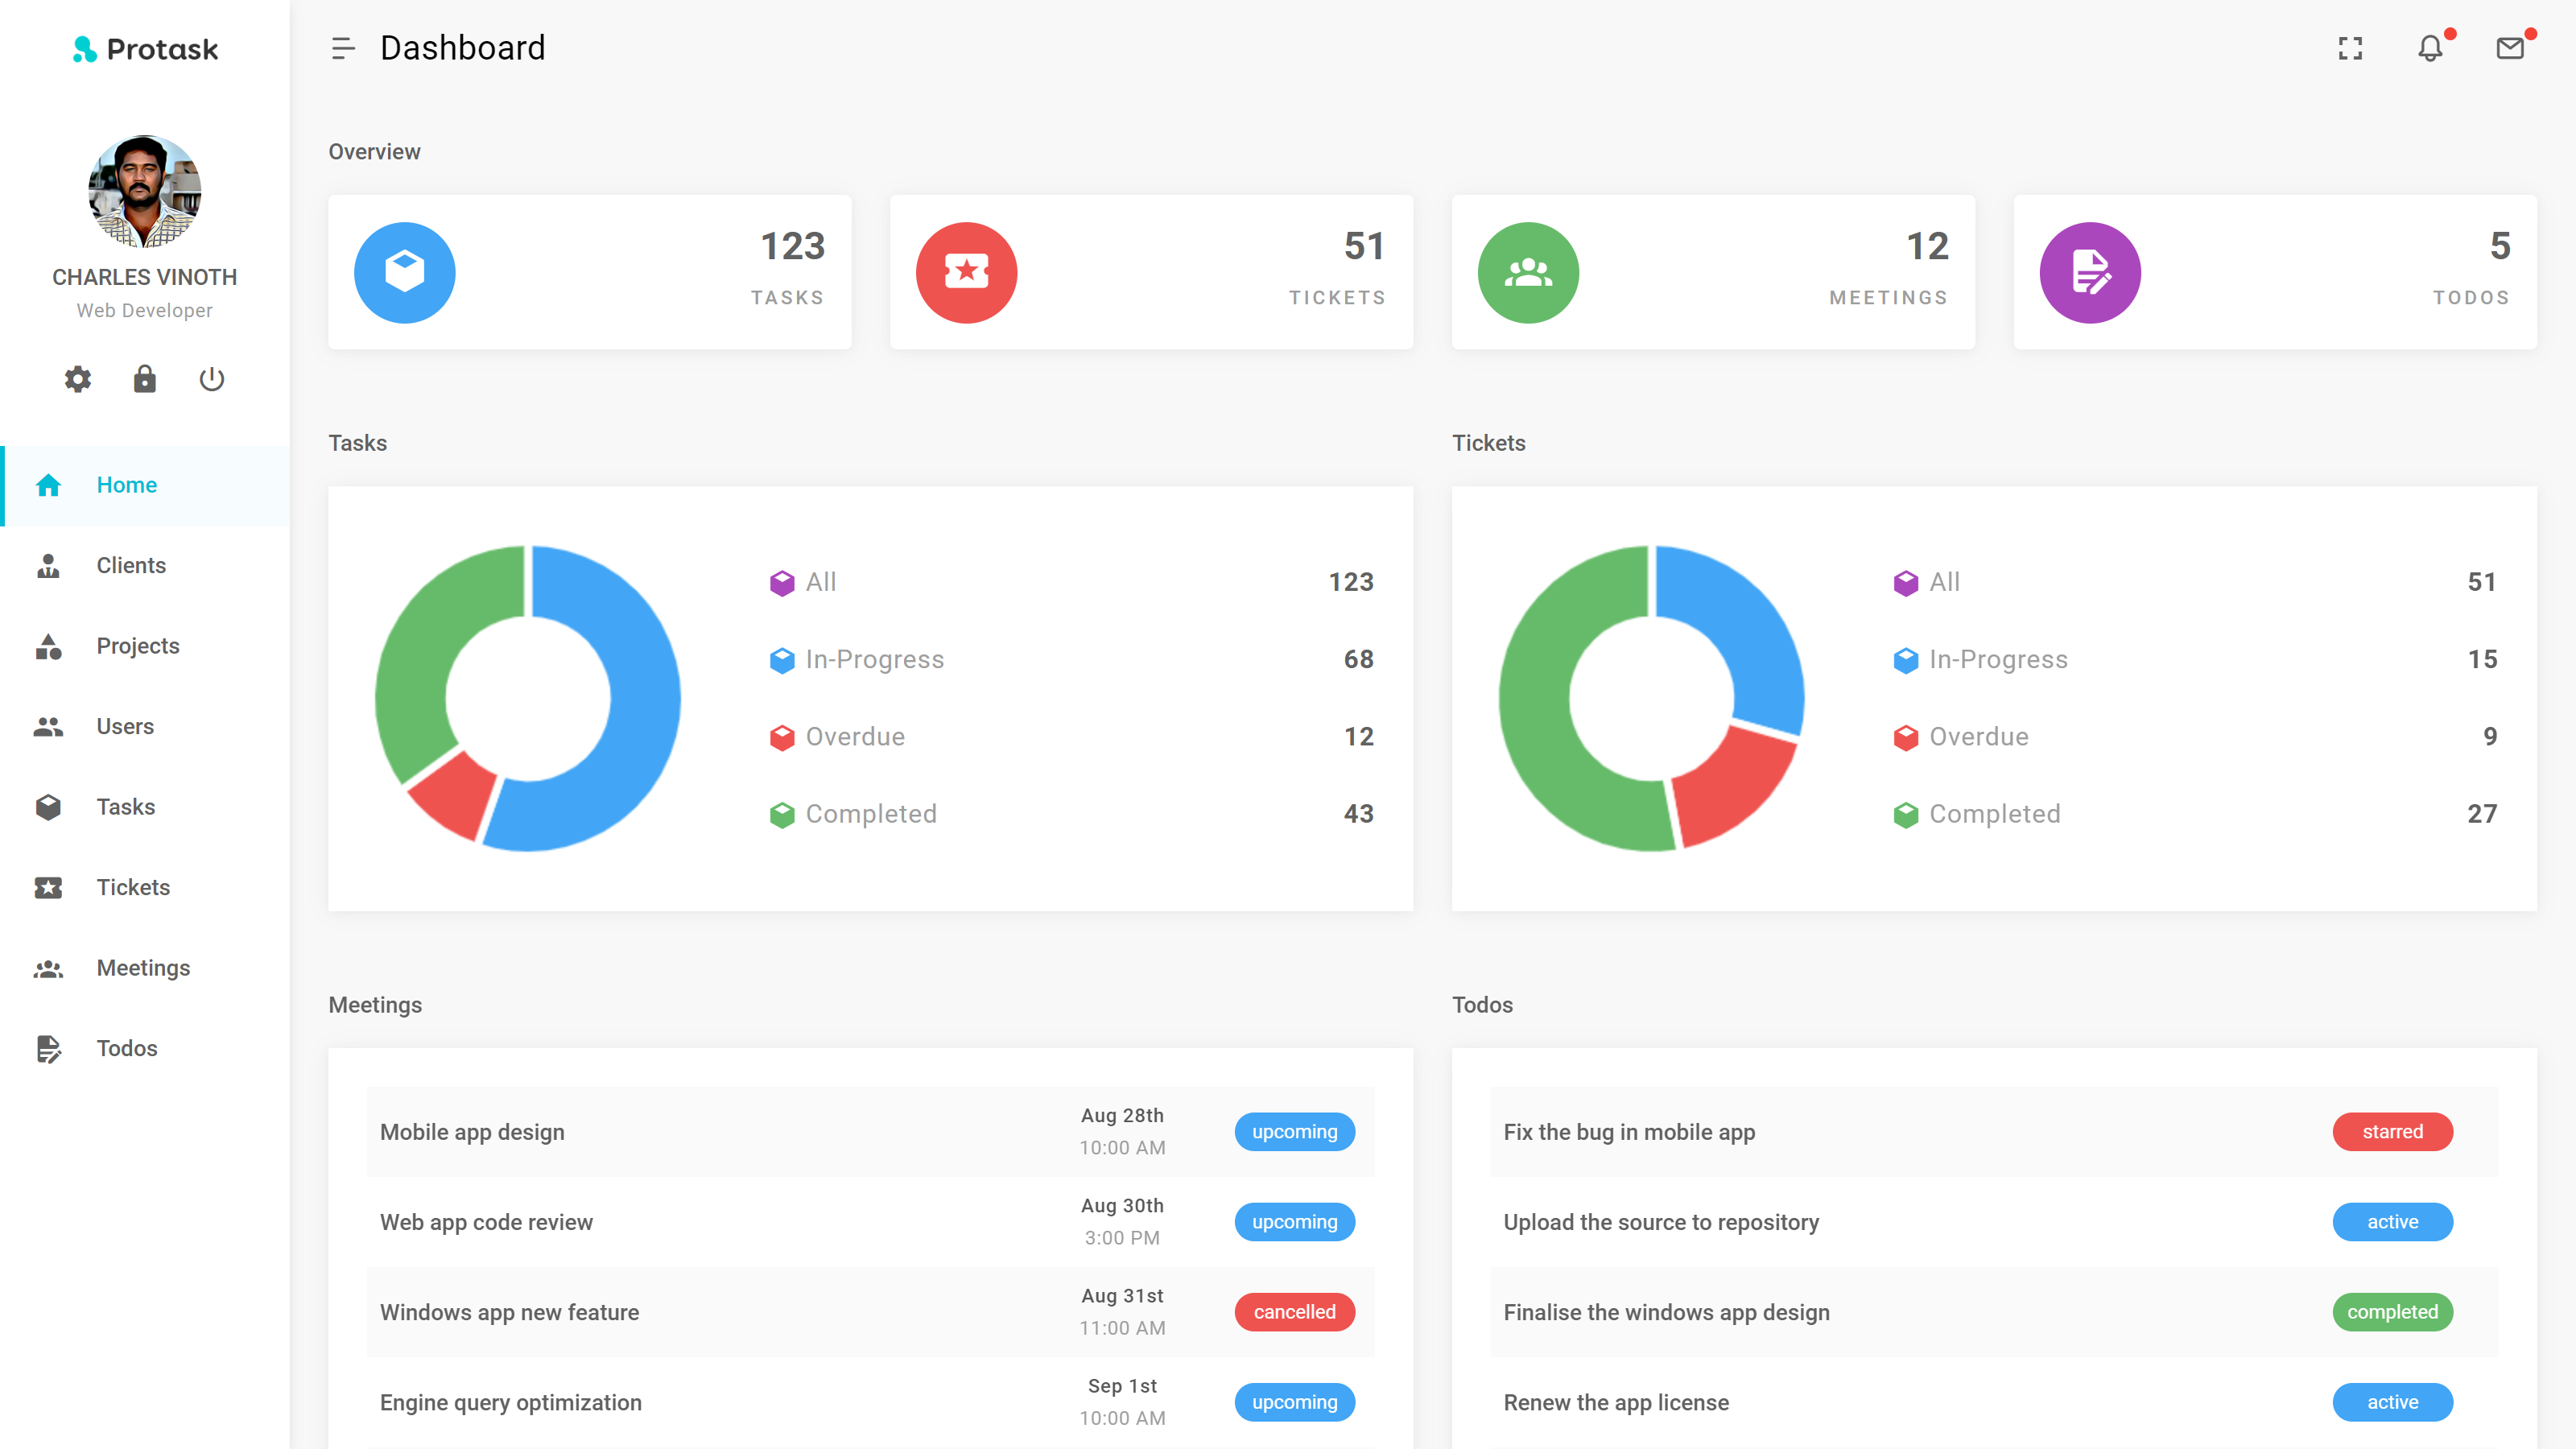 Protask
CHARLES VINOTH
Web Developer
Home
Clients
Projects
Users
Tasks
Tickets
Meetings
Todos
Dashboard
Overview
123
TASKS
51
TICKETS
12
MEETINGS
5
TODOS
Tasks
All 123
In-Progress 68
Overdue 12
Completed 43
Tickets
All 51
In-Progress 15
Overdue 9
Completed 27
Meetings
Mobile app design Aug 28th 10:00 AM upcoming
Web app code review Aug 30th 3:00 PM upcoming
Windows app new feature Aug 31st 11:00 AM cancelled
Engine query optimization Sep 1st 10:00 AM upcoming
Todos
Fix the bug in mobile app starred
Upload the source to repository active
Finalise the windows app design completed
Renew the app license active